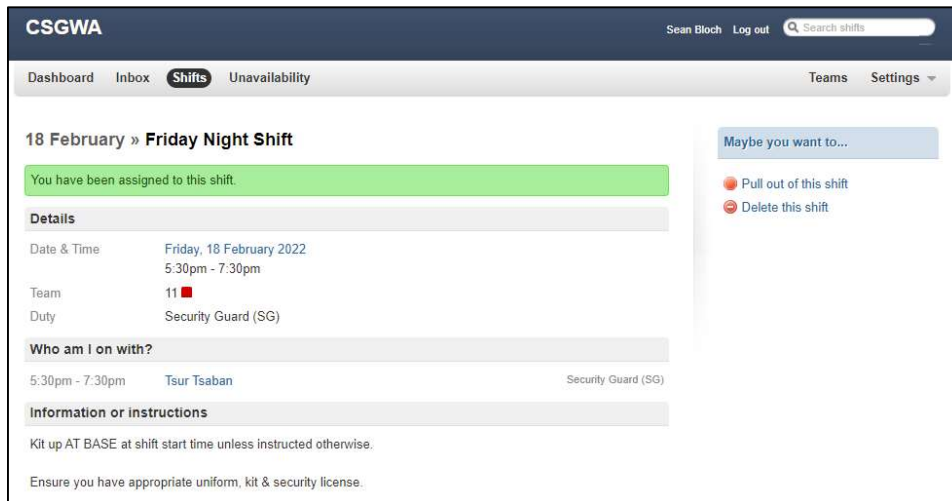 CSGWA
Sean Bloch Log out Search shifts
Dashboard Inbox Shifts Unavailability Teams Settings
18 February » Friday Night Shift
Maybe you want to...
You have been assigned to this shift.
Pull out of this shift
Delete this shift
Details
Date & Time Friday, 18 February 2022
5:30pm - 7:30pm
Team 11
Duty Security Guard (SG)
Who am I on with?
5:30pm - 7:30pm Tsur Tsaban Security Guard (SG)
Information or instructions
Kit up AT BASE at shift start time unless instructed otherwise.
Ensure you have appropriate uniform, kit & security license.